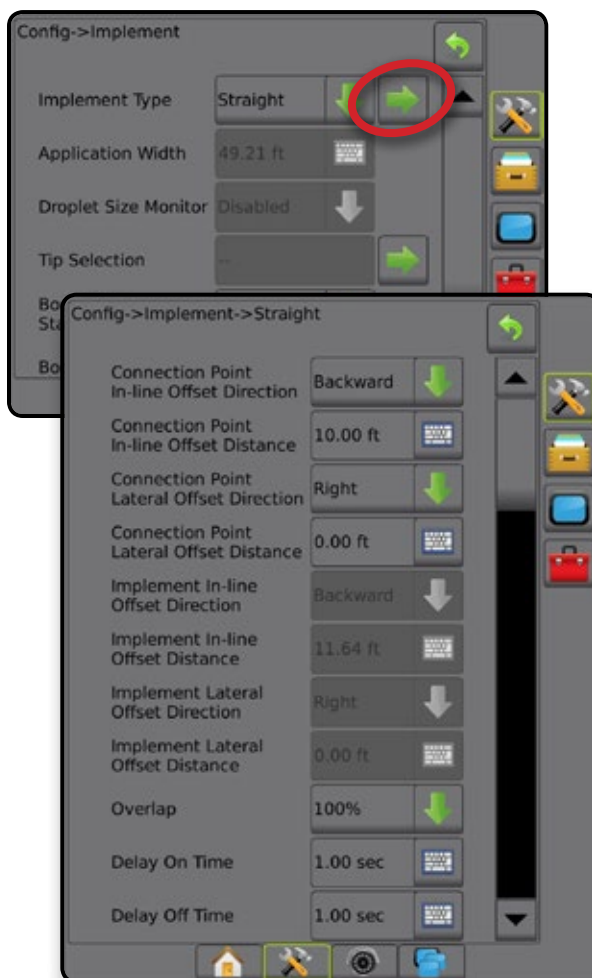 Config->Implement
Implement Type Straight
Application Width 49.21 ft
Droplet Size Monitor Disabled
Tip Selection --
Bo
Sta
Bo
Config->Implement->Straight
Connection Point
In-line Offset Direction Backward
Connection Point
In-line Offset Distance 10.00 ft
Connection Point
Lateral Offset Direction Right
Connection Point
Lateral Offset Distance 0.00 ft
Implement In-line
Offset Direction Backward
Implement In-line
Offset Distance 11.64 ft
Implement Lateral
Offset Direction Right
Implement Lateral
Offset Distance 0.00 ft
Overlap 100%
Delay On Time 1.00 sec
Delay Off Time 1.00 sec